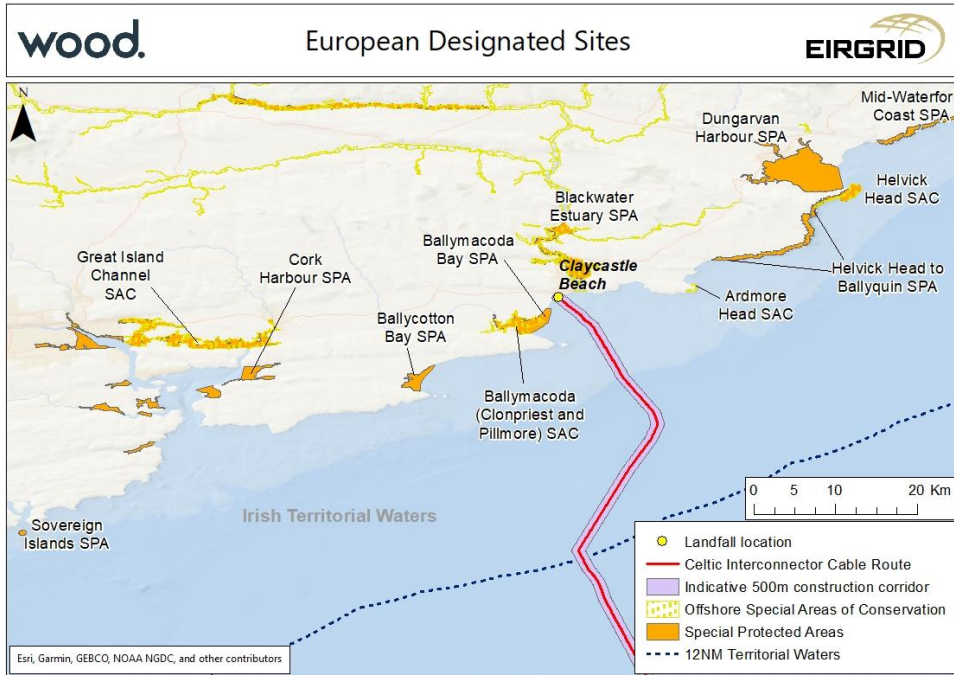 wood.
European Designated Sites
EIRGRID
N
Mid-Waterford
Coast SPA
Dungarvan
Harbour SPA
Helvick
Head SAC
Blackwater
Estuary SPA
Ballymacoda
Bay SPA
Claycastle
Beach
Great Island
Channel
SAC
Cork
Harbour SPA
Helvick Head to
Ballyquin SPA
Ardmore
Head SAC
Ballycotton
Bay SPA
Ballymacoda
(Clonpriest and
Pillmore) SAC
Irish Territorial Waters
Sovereign
Islands SPA
0 5 10 20 Km
Landfall location
Celtic Interconnector Cable Route
Indicative 500m construction corridor
Offshore Special Areas of Conservation
Special Protected Areas
12NM Territorial Waters
Esri, Garmin, GEBCO, NOAA NGDC, and other contributors